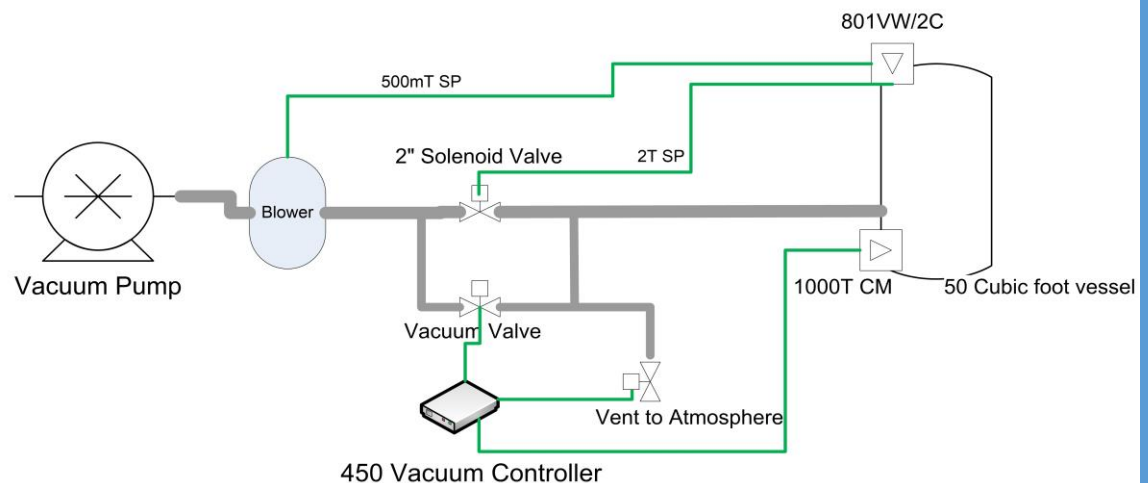 801VW/2C
500mT SP
2" Solenoid Valve
2T SP
Blower
Vacuum Pump
1000T CM
50 Cubic foot vessel
Vacuum Valve
Vent to Atmosphere
450 Vacuum Controller